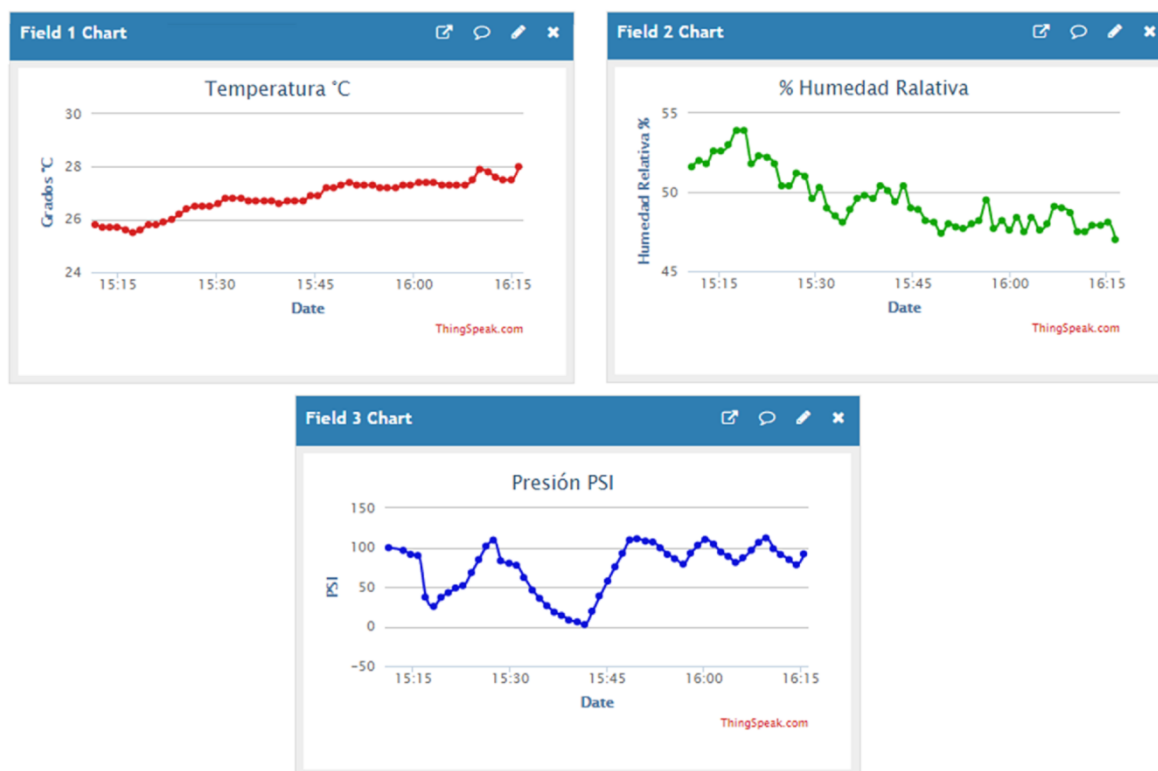 Field 1 Chart
Temperatura °C
30
28
26
24
Grados °C
15:15 15:30 15:45 16:00 16:15
Date
ThingSpeak.com
Field 2 Chart
% Humedad Ralativa
55
50
45
Humedad Relativa %
15:15 15:30 15:45 16:00 16:15
Date
ThingSpeak.com
Field 3 Chart
Presión PSI
150
100
50
0
-50
PSI
15:15 15:30 15:45 16:00 16:15
Date
ThingSpeak.com